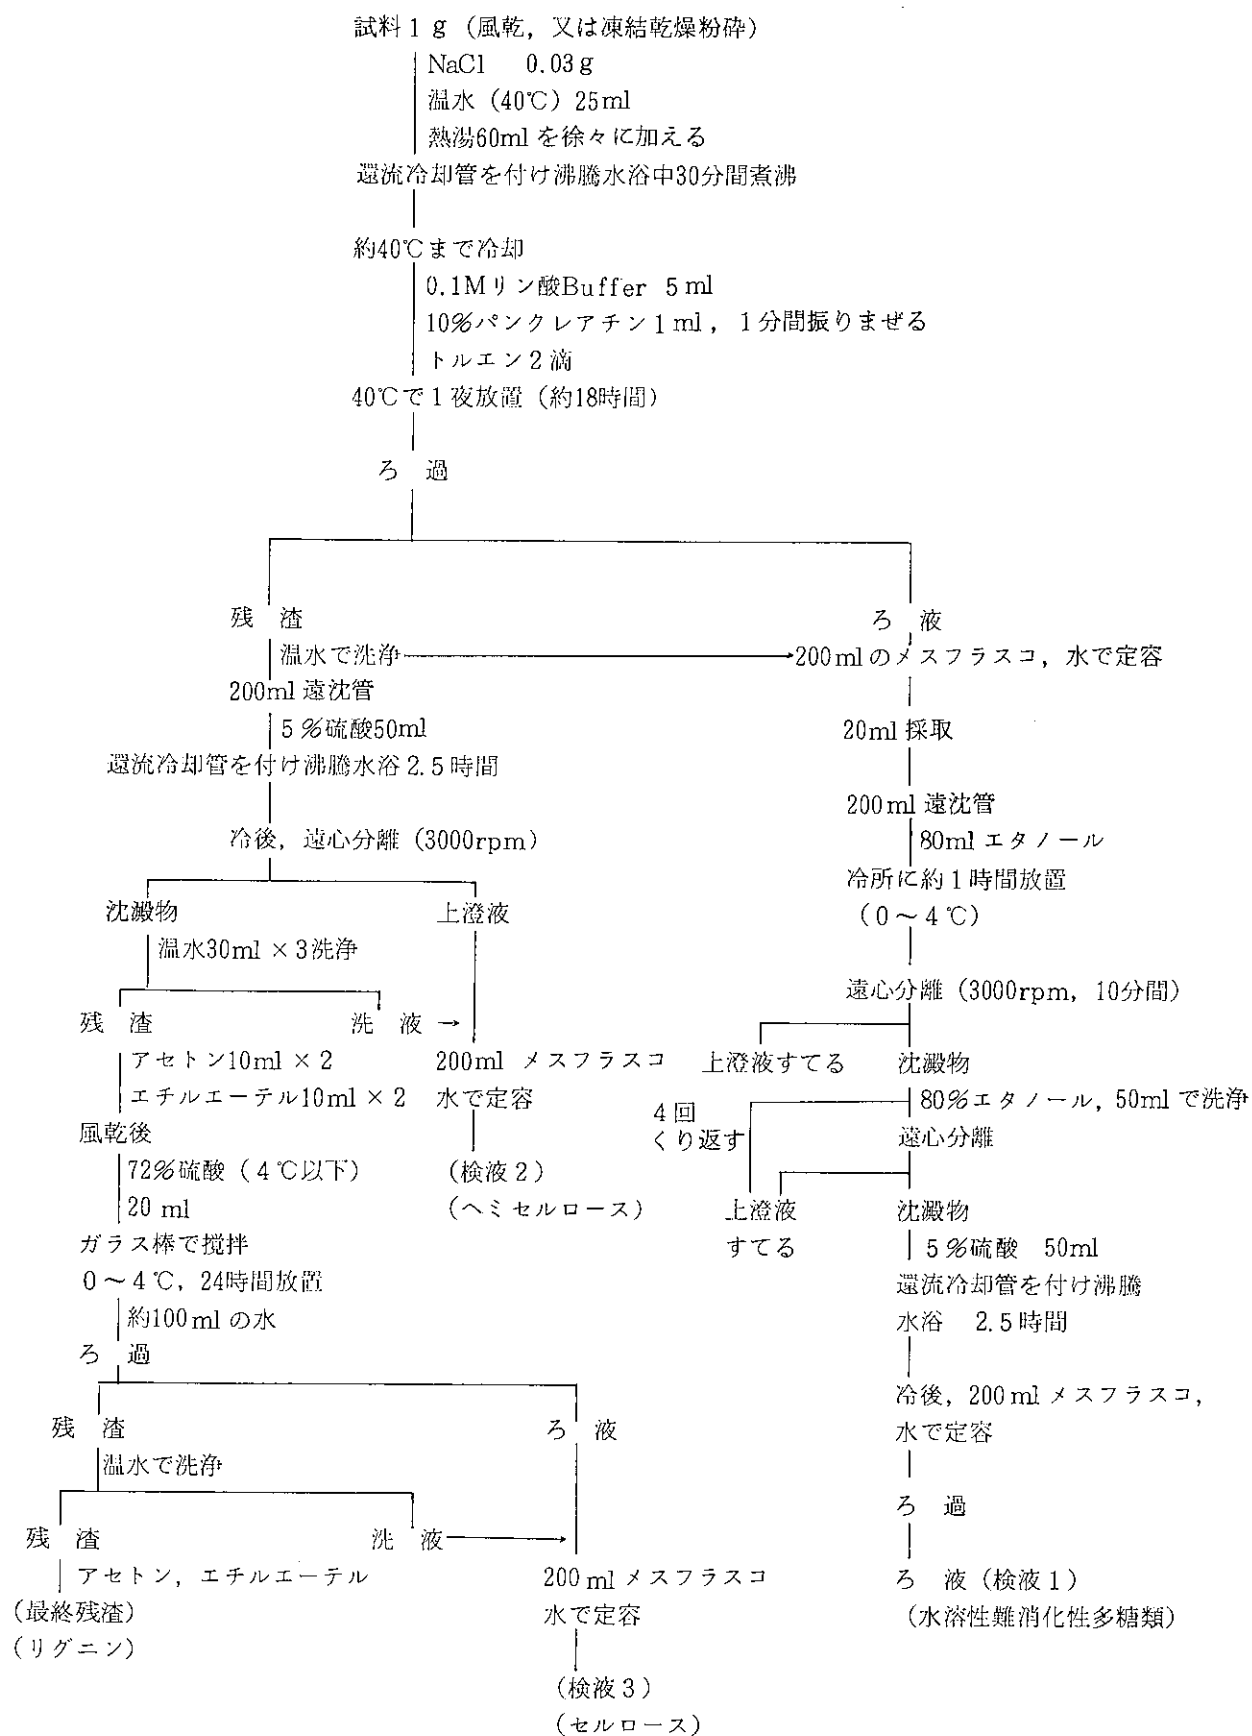 試料1g（風乾，又は凍結乾燥粉砕）
NaCl 0.03g
温水（40℃）25ml
熱湯60mlを徐々に加える
還流冷却管を付け沸騰水浴中30分間煮沸
約40℃まで冷却
0.1Mリン酸Buffer 5ml
10％パンクレアチン1ml，1分間振りまぜる
トルエン2滴
40℃で1夜放置（約18時間）
ろ 過
残 渣
温水で洗浄
200ml遠沈管
5％硫酸50ml
還流冷却管を付け沸騰水浴2.5時間
冷後，遠心分離（3000rpm）
沈澱物
温水30ml×3洗浄
残 渣
洗 液→
アセトン10ml×2
エチルエーテル10ml×2
風乾後
72％硫酸（4℃以下）
20ml
ガラス棒で撹拌
0～4℃，24時間放置
約100mlの水
ろ 過
残 渣
温水で洗浄
残 渣
洗 液
アセトン，エチルエーテル
（最終残渣）
（リグニン）
ろ 液
200mlメスフラスコ
水で定容
（検液3）
（セルロース）
上澄液
200mlメスフラスコ
水で定容
（検液2）
（ヘミセルロース）
ろ 液
200mlのメスフラスコ，水で定容
20ml採取
200ml遠沈管
80mlエタノール
冷所に約1時間放置
（0～4℃）
遠心分離（3000rpm，10分間）
上澄液すてる
沈澱物
80％エタノール，50mlで洗浄
4回
くり返す
遠心分離
上澄液
すてる
沈澱物
5％硫酸 50ml
還流冷却管を付け沸騰
水浴 2.5時間
冷後，200mlメスフラスコ，
水で定容
ろ 過
ろ 液（検液1）
（水溶性難消化性多糖類）